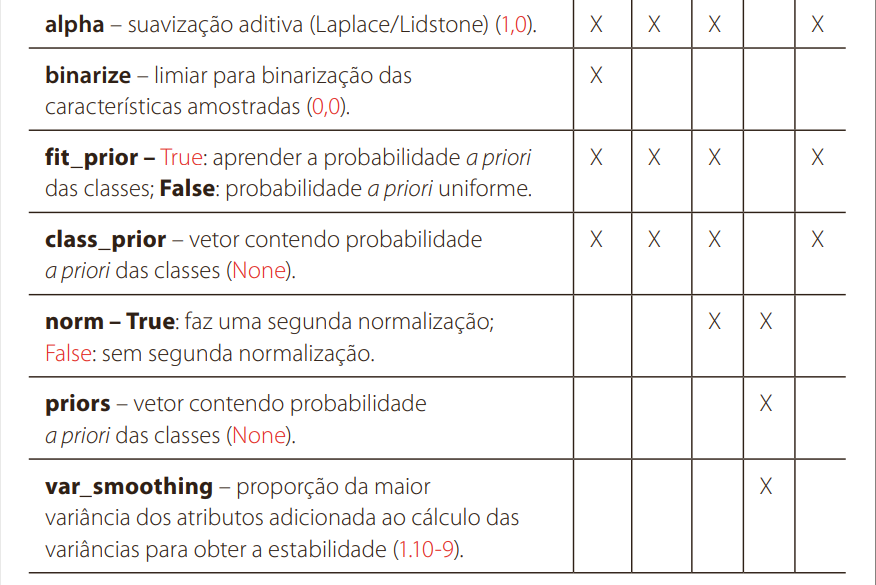 alpha – suavização aditiva (Laplace/Lidstone) (1,0). X X X X
binarize – limiar para binarização das X
características amostradas (0,0).
fit_prior – True: aprender a probabilidade a priori X X X X
das classes; False: probabilidade a priori uniforme.
class_prior – vetor contendo probabilidade X X X X
a priori das classes (None).
norm – True: faz uma segunda normalização; X X
False: sem segunda normalização.
priors – vetor contendo probabilidade X
a priori das classes (None).
var_smoothing – proporção da maior X
variância dos atributos adicionada ao cálculo das
variâncias para obter a estabilidade (1.10-9).